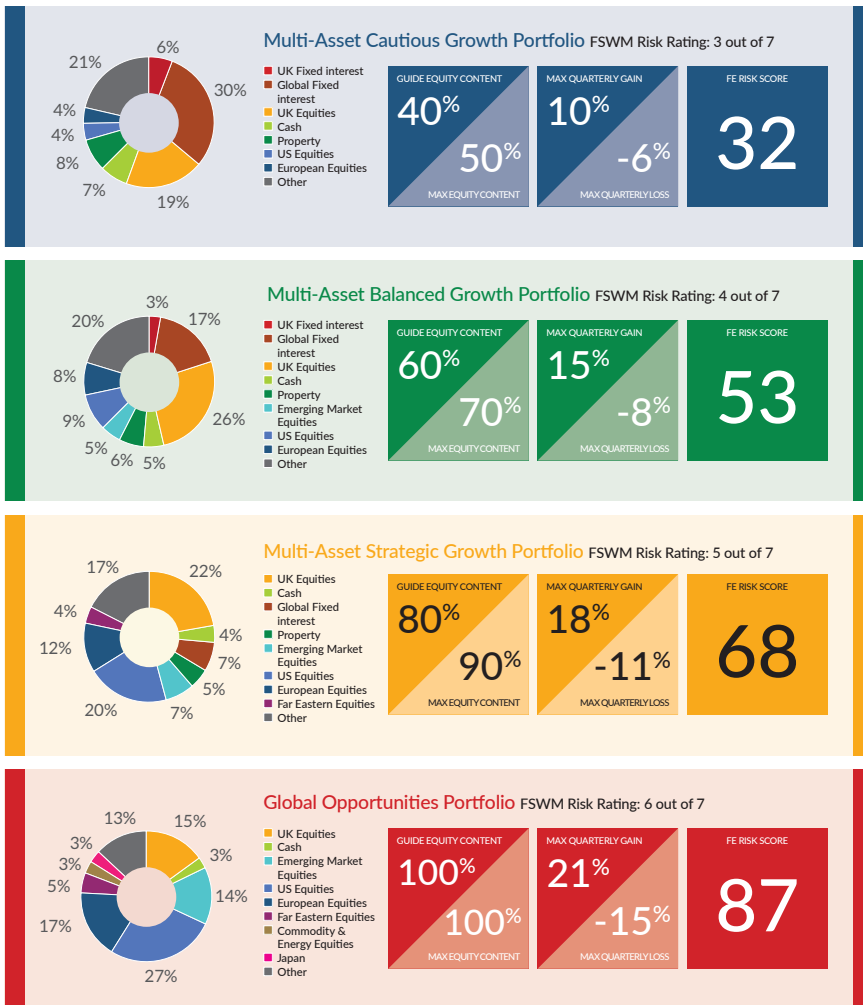 Multi-Asset Cautious Growth Portfolio FSWM Risk Rating: 3 out of 7
6%
21%
30%
4%
4%
8%
7%
19%
UK Fixed interest
Global Fixed
interest
UK Equities
Cash
Property
US Equities
European Equities
Other
GUIDE EQUITY CONTENT
40%
50%
MAX EQUITY CONTENT
MAX QUARTERLY GAIN
10%
-6%
MAX QUARTERLY LOSS
FE RISK SCORE
32
Multi-Asset Balanced Growth Portfolio FSWM Risk Rating: 4 out of 7
3%
20%
17%
8%
9%
26%
5%
6%
5%
UK Fixed interest
Global Fixed
interest
UK Equities
Cash
Property
Emerging Market
Equities
US Equities
European Equities
Other
GUIDE EQUITY CONTENT
60%
70%
MAX EQUITY CONTENT
MAX QUARTERLY GAIN
15%
-8%
MAX QUARTERLY LOSS
FE RISK SCORE
53
Multi-Asset Strategic Growth Portfolio FSWM Risk Rating: 5 out of 7
17%
22%
4%
4%
12%
7%
5%
20%
7%
UK Equities
Cash
Global Fixed
interest
Property
Emerging Market
Equities
US Equities
European Equities
Far Eastern Equities
Other
GUIDE EQUITY CONTENT
80%
90%
MAX EQUITY CONTENT
MAX QUARTERLY GAIN
18%
-11%
MAX QUARTERLY LOSS
FE RISK SCORE
68
Global Opportunities Portfolio FSWM Risk Rating: 6 out of 7
13%
15%
3%
3%
3%
5%
14%
17%
27%
UK Equities
Cash
Emerging Market
Equities
US Equities
European Equities
Far Eastern Equities
Commodity &
Energy Equities
Japan
Other
GUIDE EQUITY CONTENT
100%
100%
MAX EQUITY CONTENT
MAX QUARTERLY GAIN
21%
-15%
MAX QUARTERLY LOSS
FE RISK SCORE
87